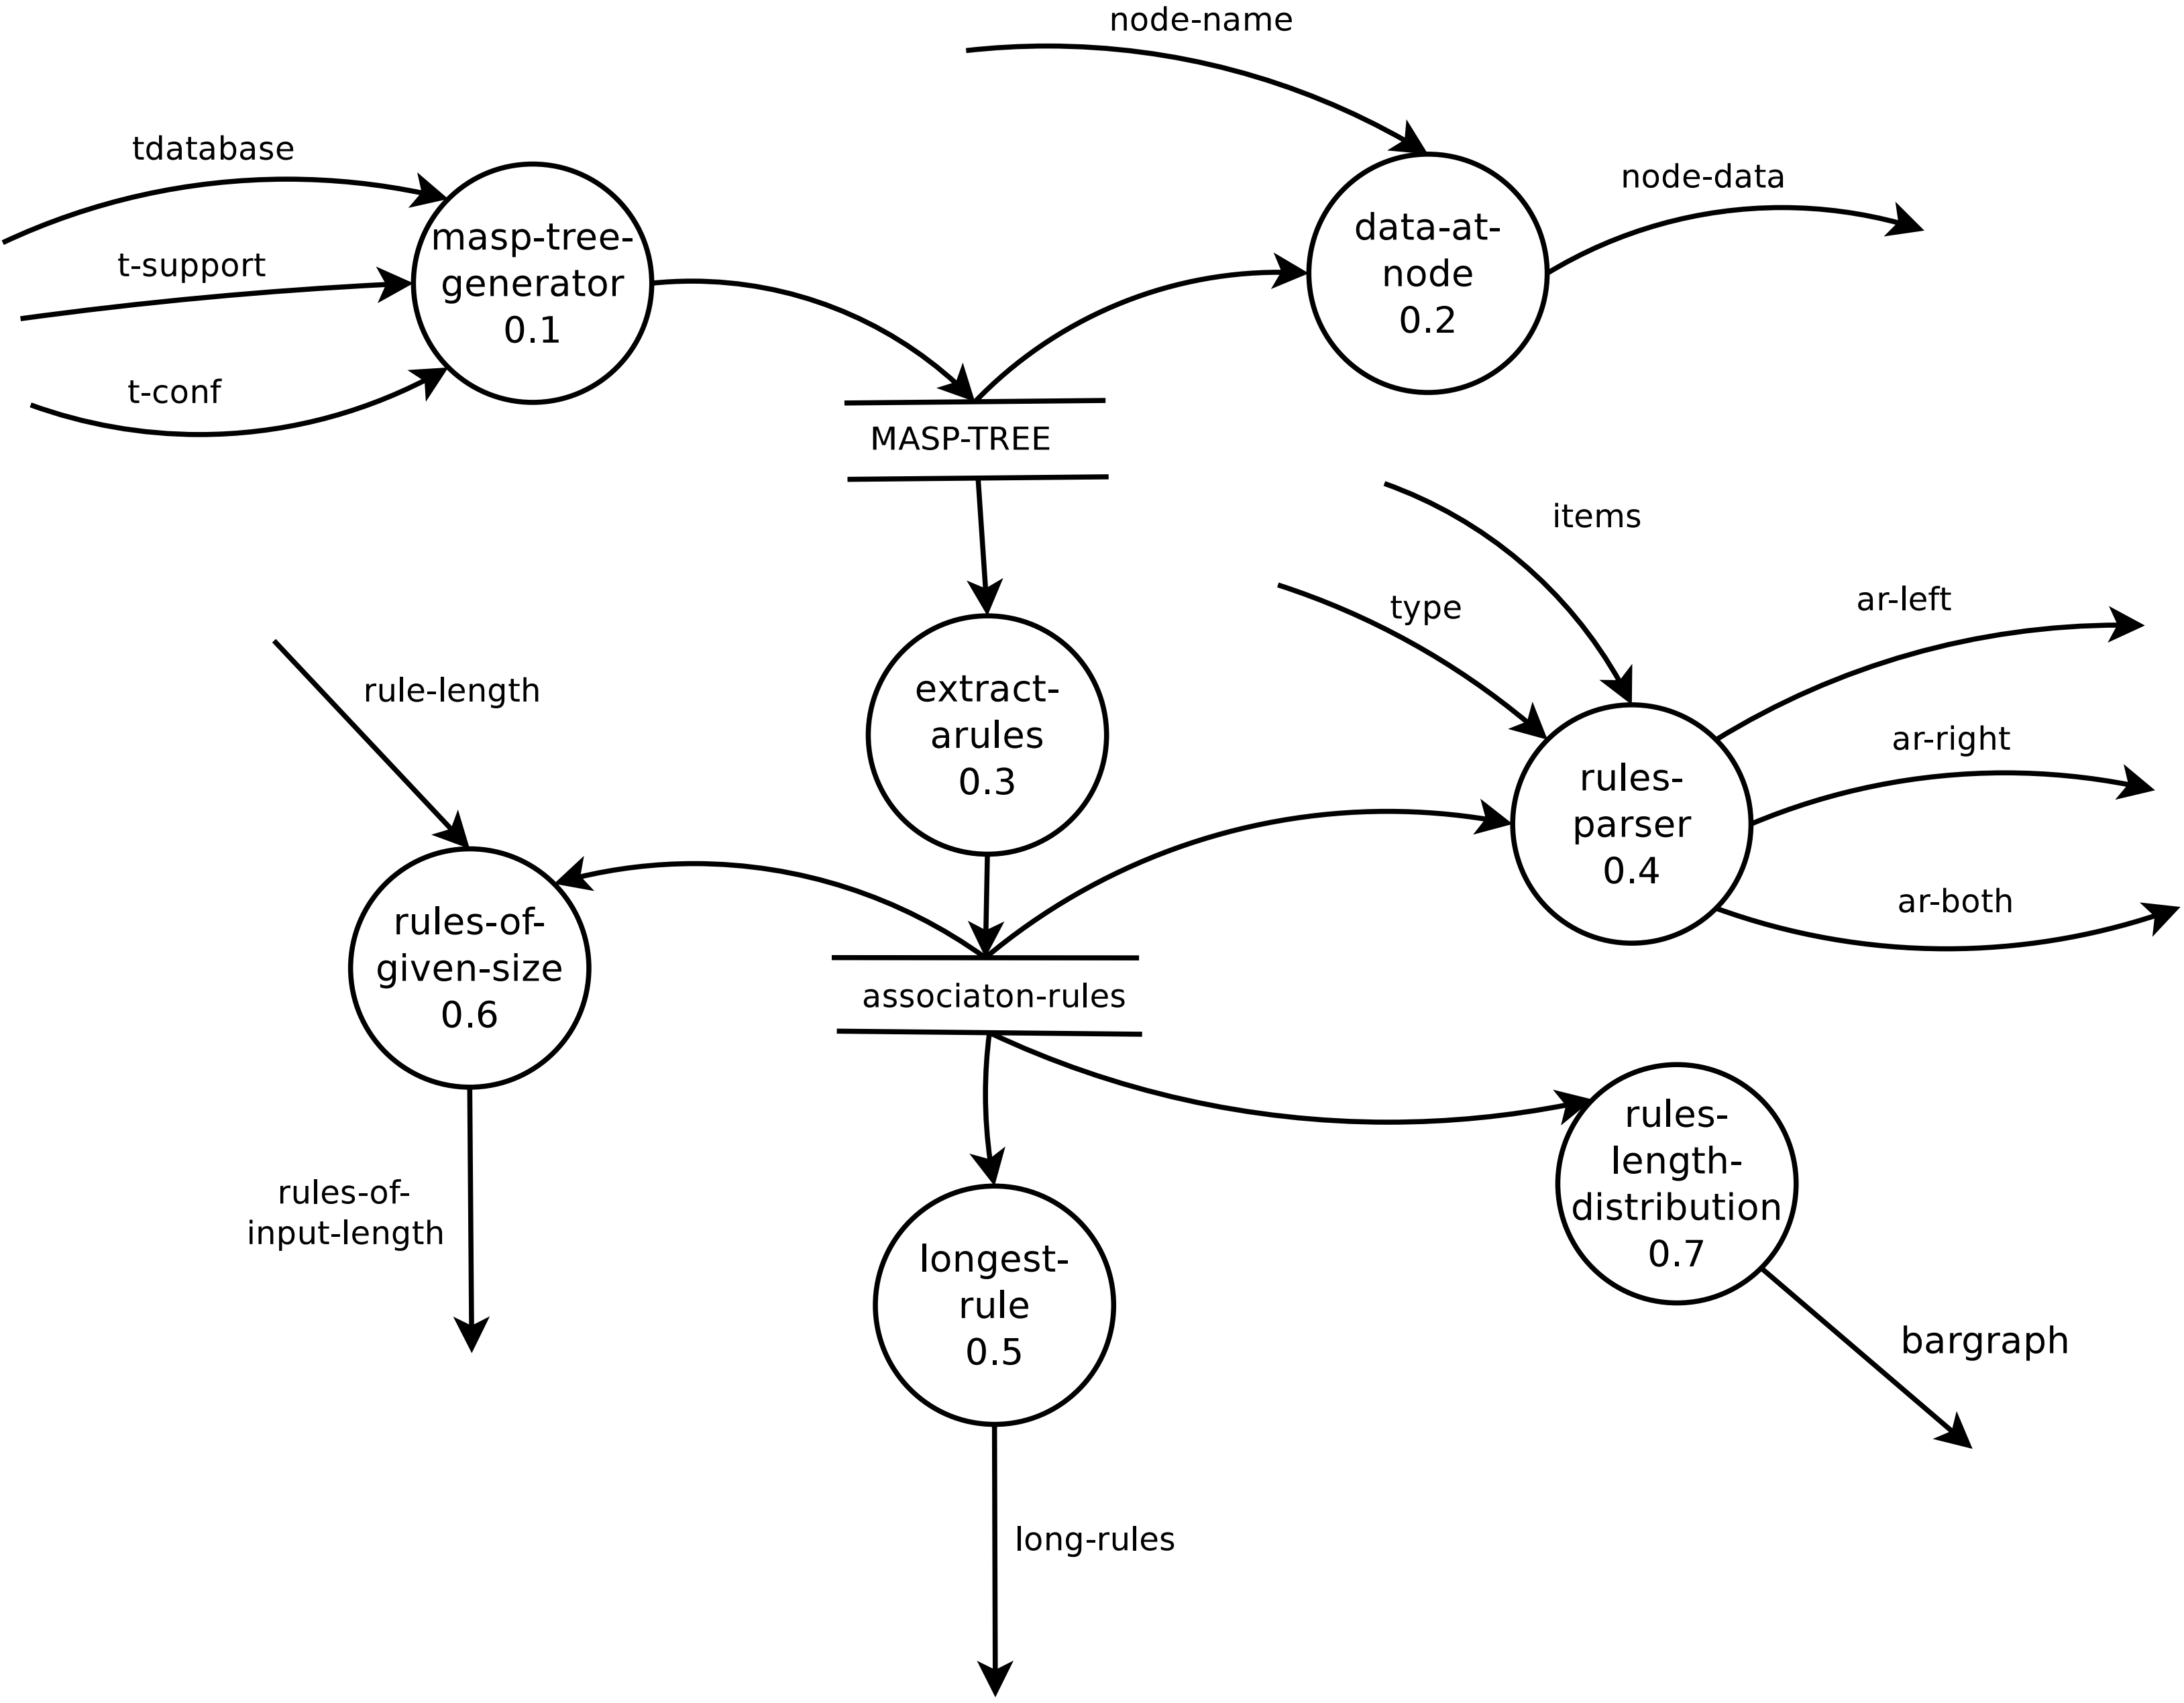 node-name
tdatabase
node-data
masp-tree-
generator
0.1
data-at-
node
0.2
t-support
t-conf
MASP-TREE
items
type
ar-left
rule-length
extract-
arules
0.3
ar-right
rules-
parser
0.4
ar-both
rules-of-
given-size
0.6
associaton-rules
rules-
length-
distribution
0.7
rules-of-
input-length
longest-
rule
0.5
bargraph
long-rules